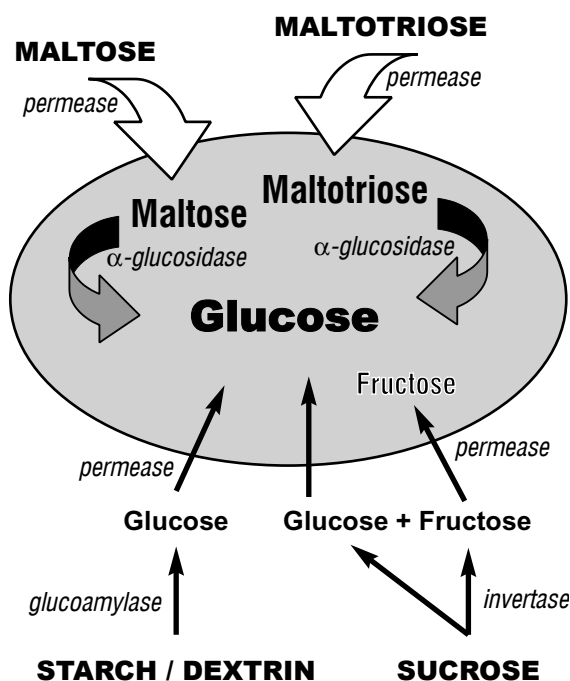 MALTOTRIOSE
MALTOSE
permease
permease
Maltotriose
Maltose
α-glucosidase
α-glucosidase
Glucose
Fructose
permease
permease
Glucose
Glucose + Fructose
glucoamylase
invertase
STARCH / DEXTRIN
SUCROSE